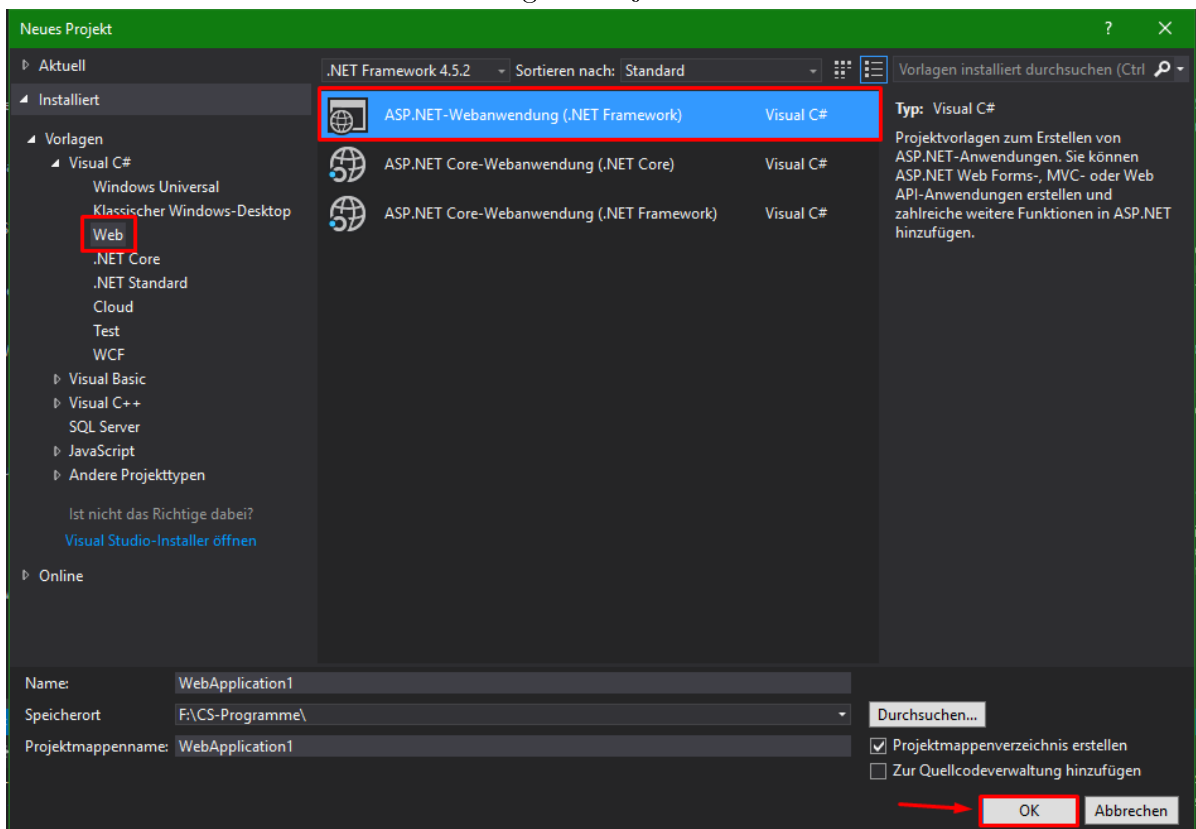 Neues Projekt
?
Aktuell
.NET Framework 4.5.2
Sortieren nach: Standard
Vorlagen installiert durchsuchen (Ctrl
Installiert
Vorlagen
Visual C#
Windows Universal
Klassischer Windows-Desktop
Web
.NET Core
.NET Standard
Cloud
Test
WCF
Visual Basic
Visual C++
SQL Server
JavaScript
Andere Projekttypen
Ist nicht das Richtige dabei?
Visual Studio-Installer öffnen
Online
ASP.NET-Webanwendung (.NET Framework) Visual C#
ASP.NET Core-Webanwendung (.NET Core) Visual C#
ASP.NET Core-Webanwendung (.NET Framework) Visual C#
Typ: Visual C#
Projektvorlagen zum Erstellen von
ASP.NET-Anwendungen. Sie können
ASP.NET Web Forms-, MVC- oder Web
API-Anwendungen erstellen und
zahlreiche weitere Funktionen in ASP.NET
hinzufügen.
Name: WebApplication1
Speicherort F:\CS-Programme\
Durchsuchen...
Projektmappenname: WebApplication1
Projektmappenverzeichnis erstellen
Zur Quellcodeverwaltung hinzufügen
OK
Abbrechen